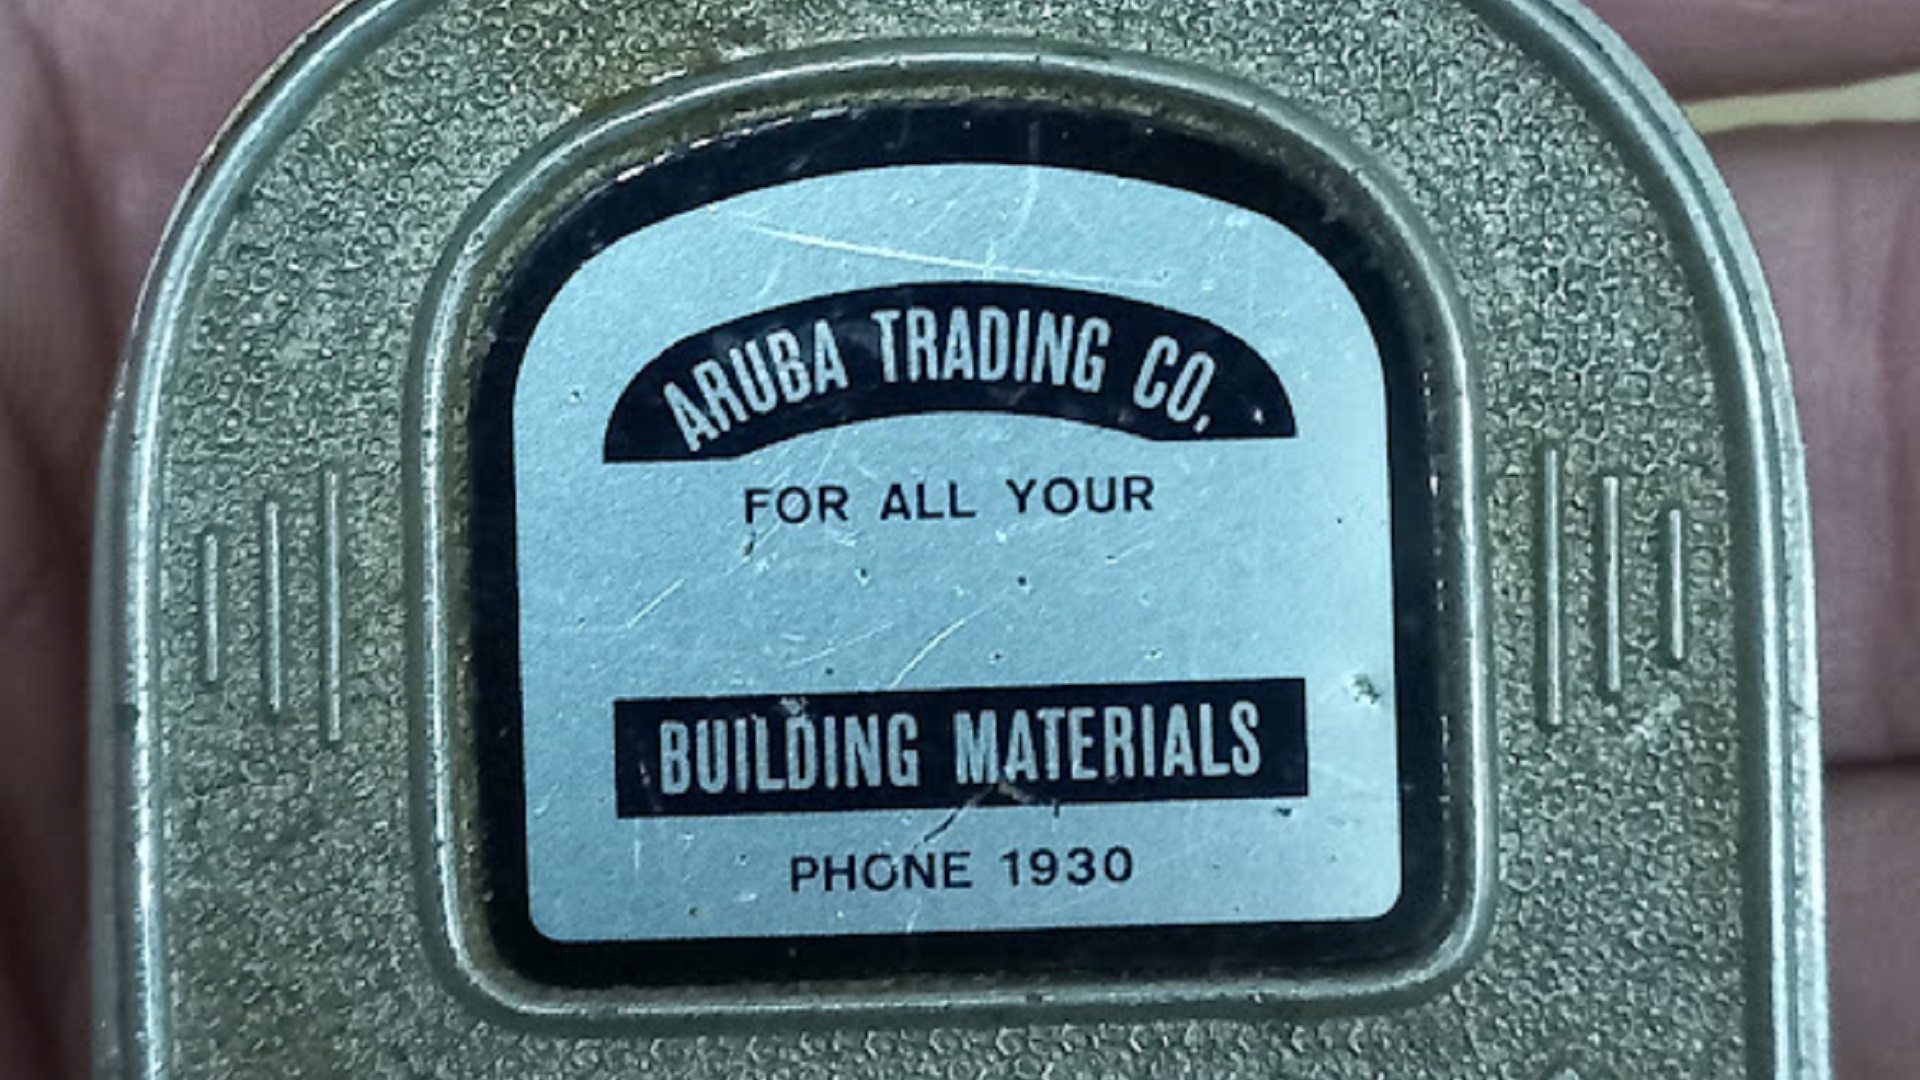 ARUBA TRADING CO.
FOR ALL YOUR
BUILDING MATERIALS
PHONE 1930